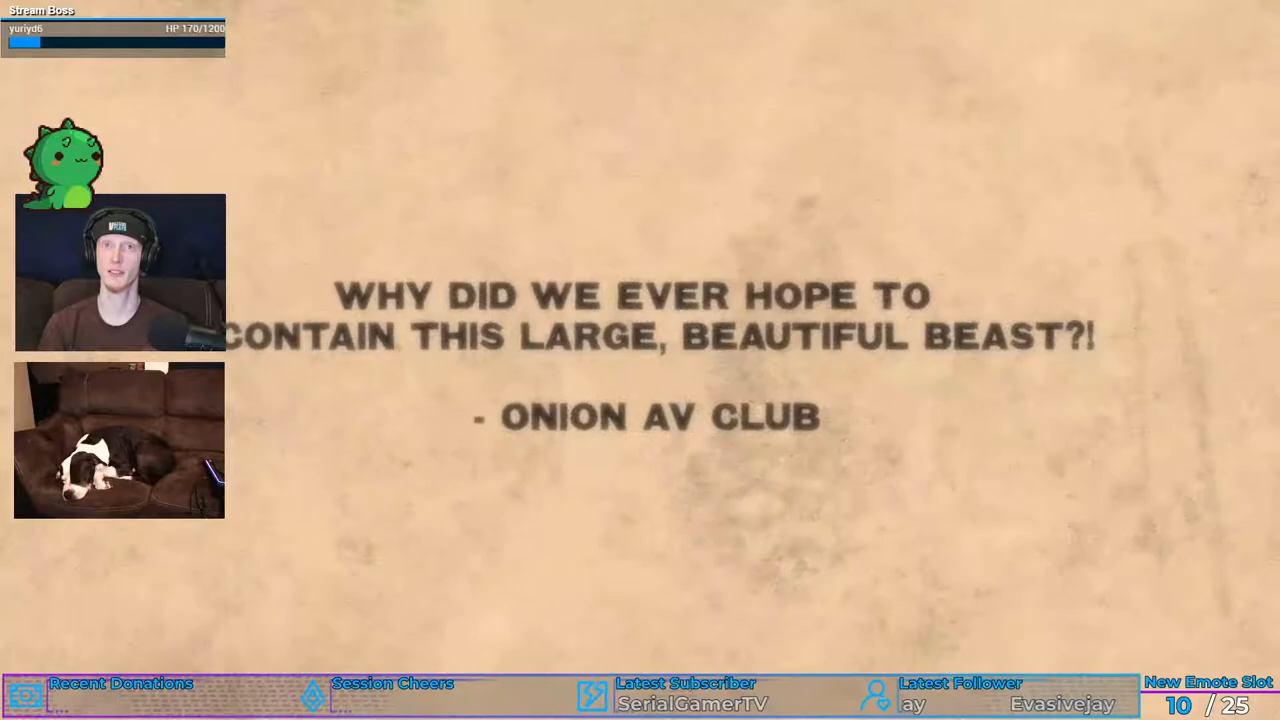 Stream Boss
yuriyd6 HP 170/1200
WHY DID WE EVER HOPE TO
CONTAIN THIS LARGE, BEAUTIFUL BEAST?!
- ONION AV CLUB
Recent Donations
Session Cheers
Latest Subscriber
SerialGamerTV
Latest Follower
ay Evasivejay
New Emote Slot
10 / 25